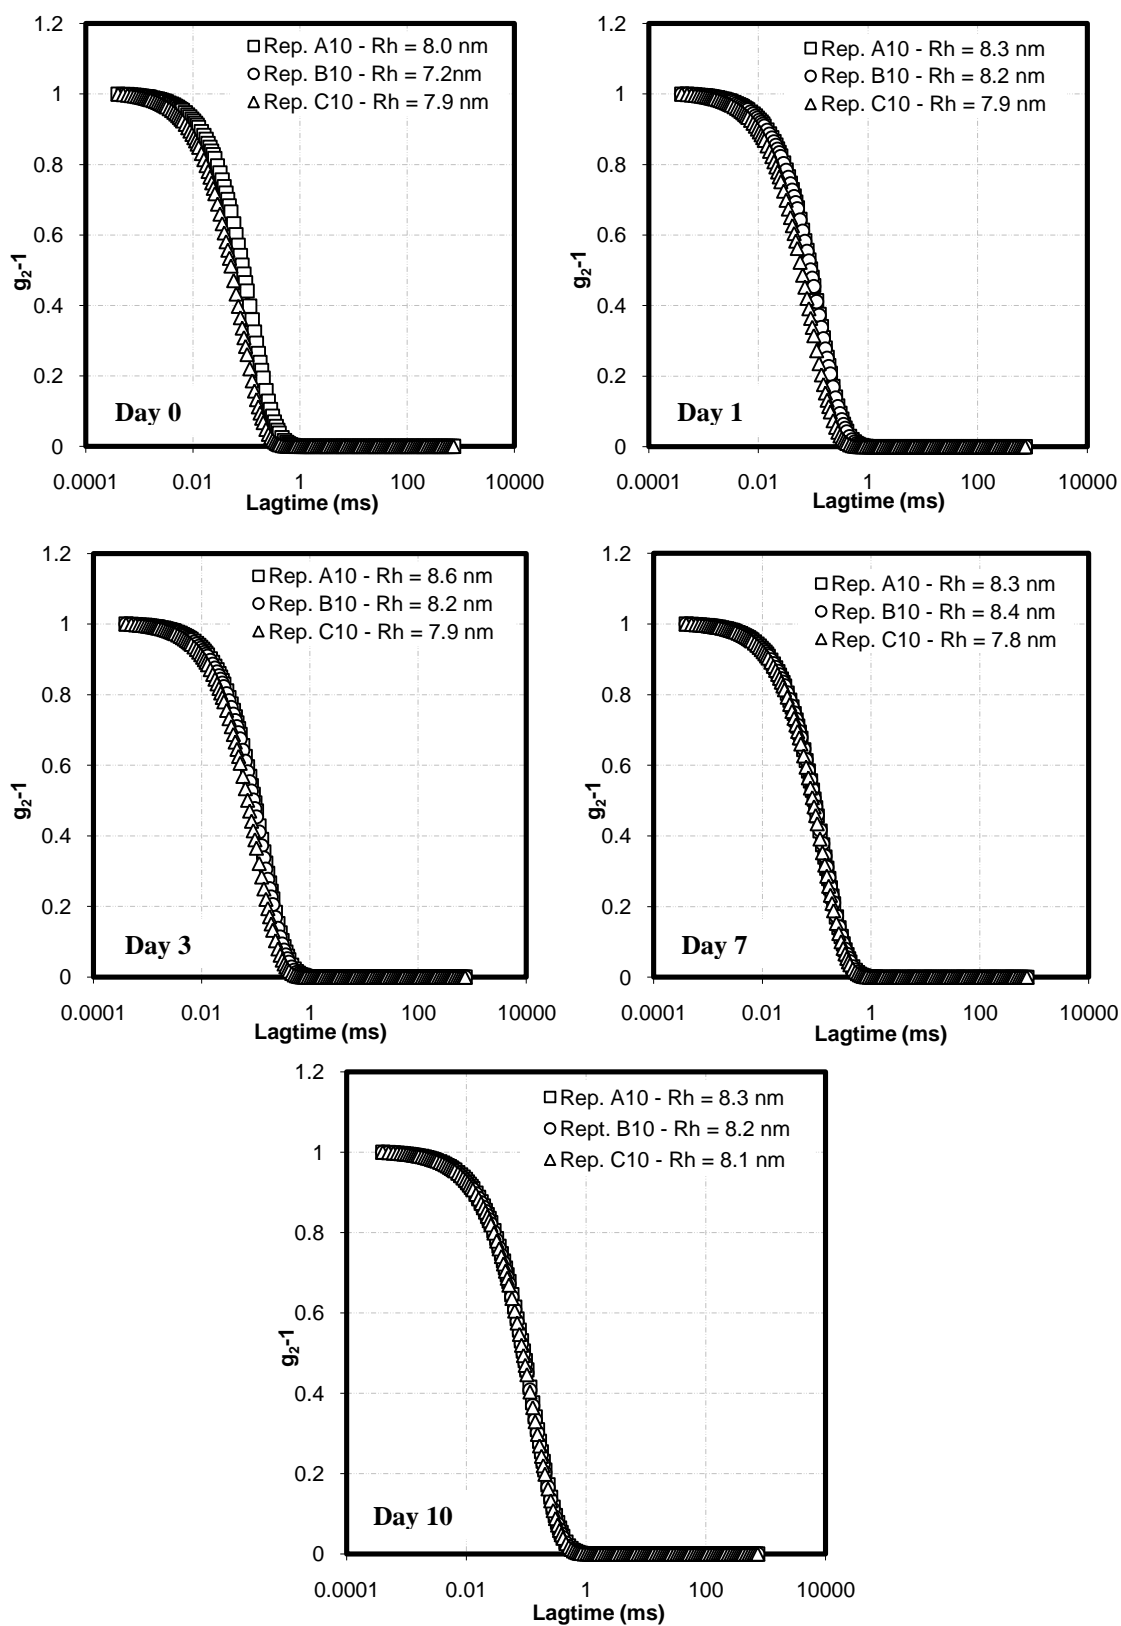 1.2
□Rep. A10 - Rh = 8.0 nm
○Rep. B10 - Rh = 7.2nm
△Rep. C10 - Rh = 7.9 nm
1
0.8
0.6
g₂-1
0.4
0.2
Day 0
0
0.0001 0.01 1 100 10000
Lagtime (ms)
1.2
□Rep. A10 - Rh = 8.3 nm
○Rep. B10 - Rh = 8.2 nm
△Rep. C10 - Rh = 7.9 nm
1
0.8
0.6
g₂-1
0.4
0.2
Day 1
0
0.0001 0.01 1 100 10000
Lagtime (ms)
1.2
□Rep. A10 - Rh = 8.6 nm
○Rep. B10 - Rh = 8.2 nm
△Rep. C10 - Rh = 7.9 nm
1
0.8
0.6
g₂-1
0.4
0.2
Day 3
0
0.0001 0.01 1 100 10000
Lagtime (ms)
1.2
□Rep. A10 - Rh = 8.3 nm
○Rep. B10 - Rh = 8.4 nm
△Rep. C10 - Rh = 7.8 nm
1
0.8
0.6
g₂-1
0.4
0.2
Day 7
0
0.0001 0.01 1 100 10000
Lagtime (ms)
1.2
□Rep. A10 - Rh = 8.3 nm
○Rept. B10 - Rh = 8.2 nm
△Rep. C10 - Rh = 8.1 nm
1
0.8
0.6
g₂-1
0.4
0.2
Day 10
0
0.0001 0.01 1 100 10000
Lagtime (ms)